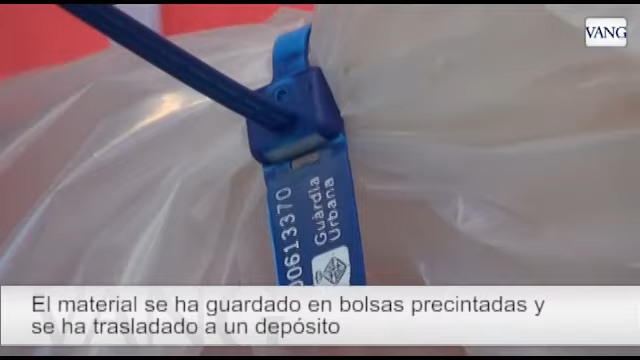 VANG
00613370
Guàrdia
Urbana
El material se ha guardado en bolsas precintadas y
se ha trasladado a un depósito